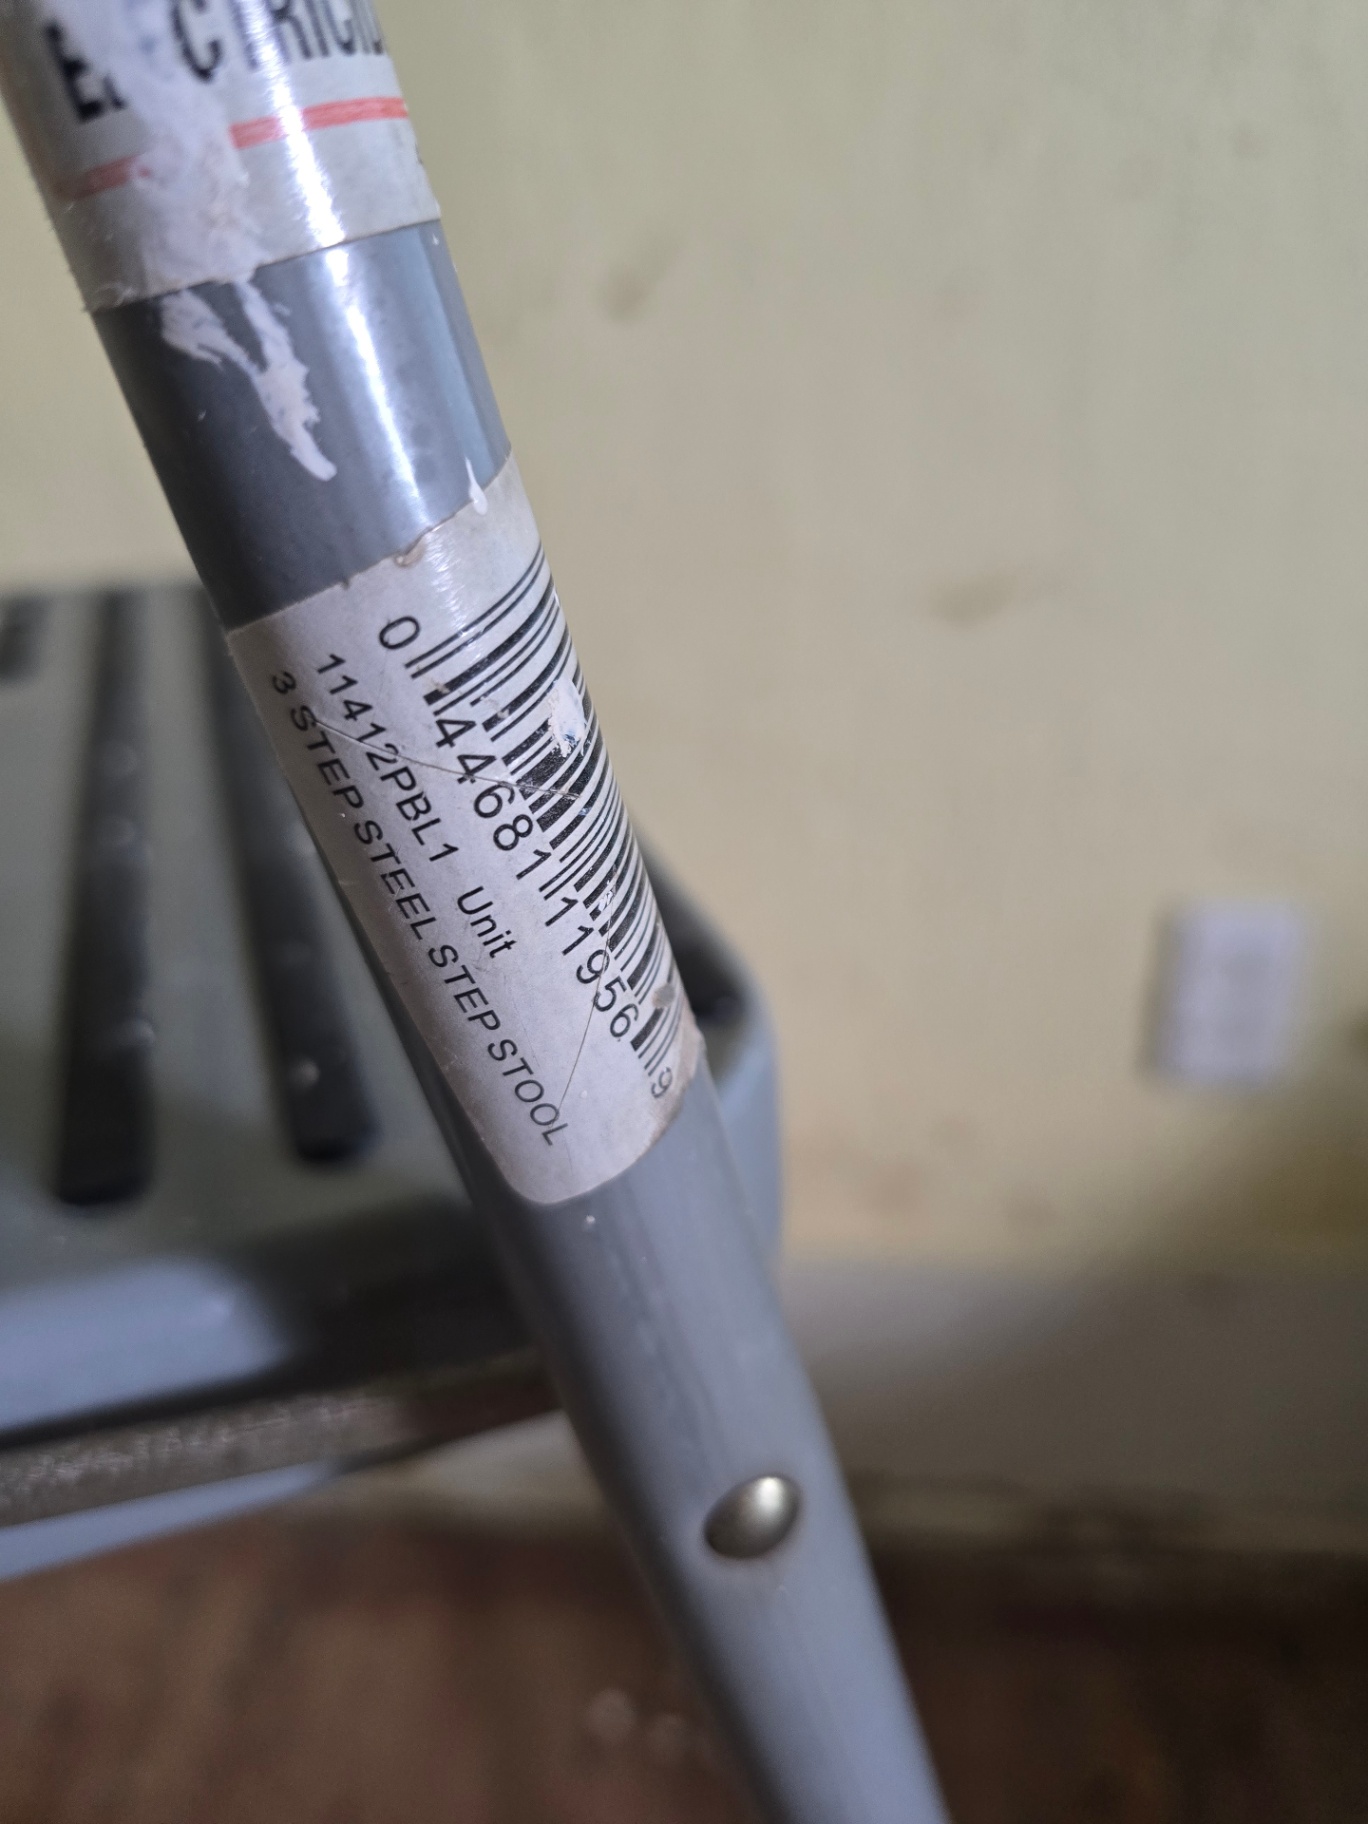 0 44681 11956 9
11412PBL1 Unit
3 STEP STEEL STEP STOOL